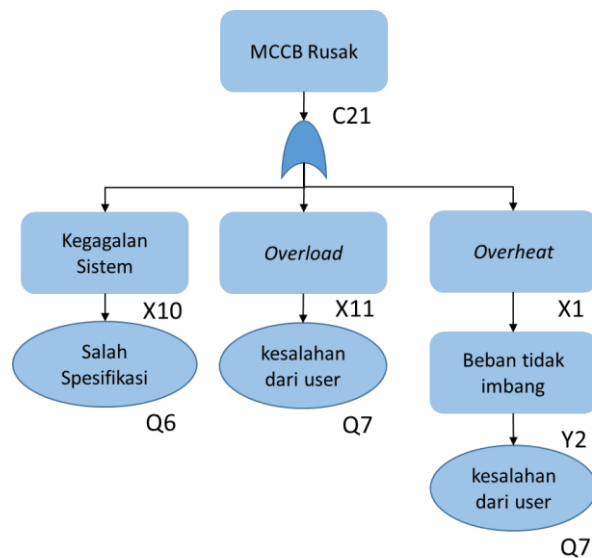 MCCB Rusak
C21
Kegagalan
Sistem
Overload
Overheat
X10
X11
X1
Salah
Spesifikasi
kesalahan
dari user
Beban tidak
imbang
Q6
Q7
Y2
kesalahan
dari user
Q7